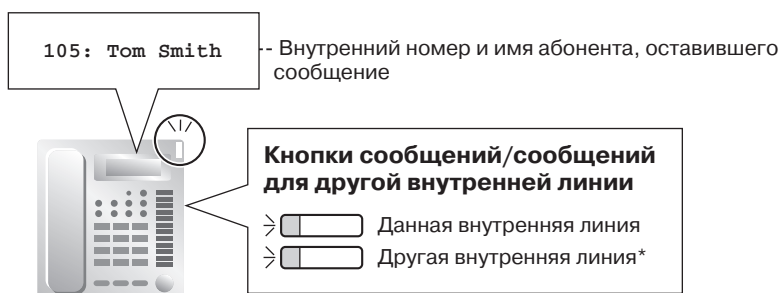 105: Tom Smith
-- Внутренний номер и имя абонента, оставившего
сообщение
Кнопки сообщений/сообщений
для другой внутренней линии
Данная внутренняя линия
Другая внутренняя линия*